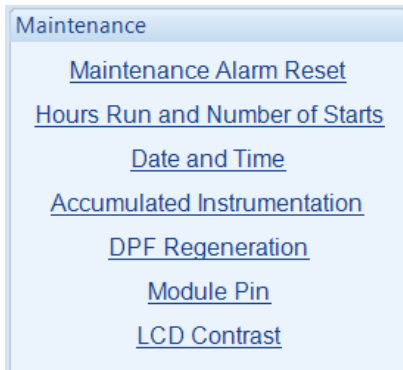 Maintenance
Maintenance Alarm Reset
Hours Run and Number of Starts
Date and Time
Accumulated Instrumentation
DPF Regeneration
Module Pin
LCD Contrast